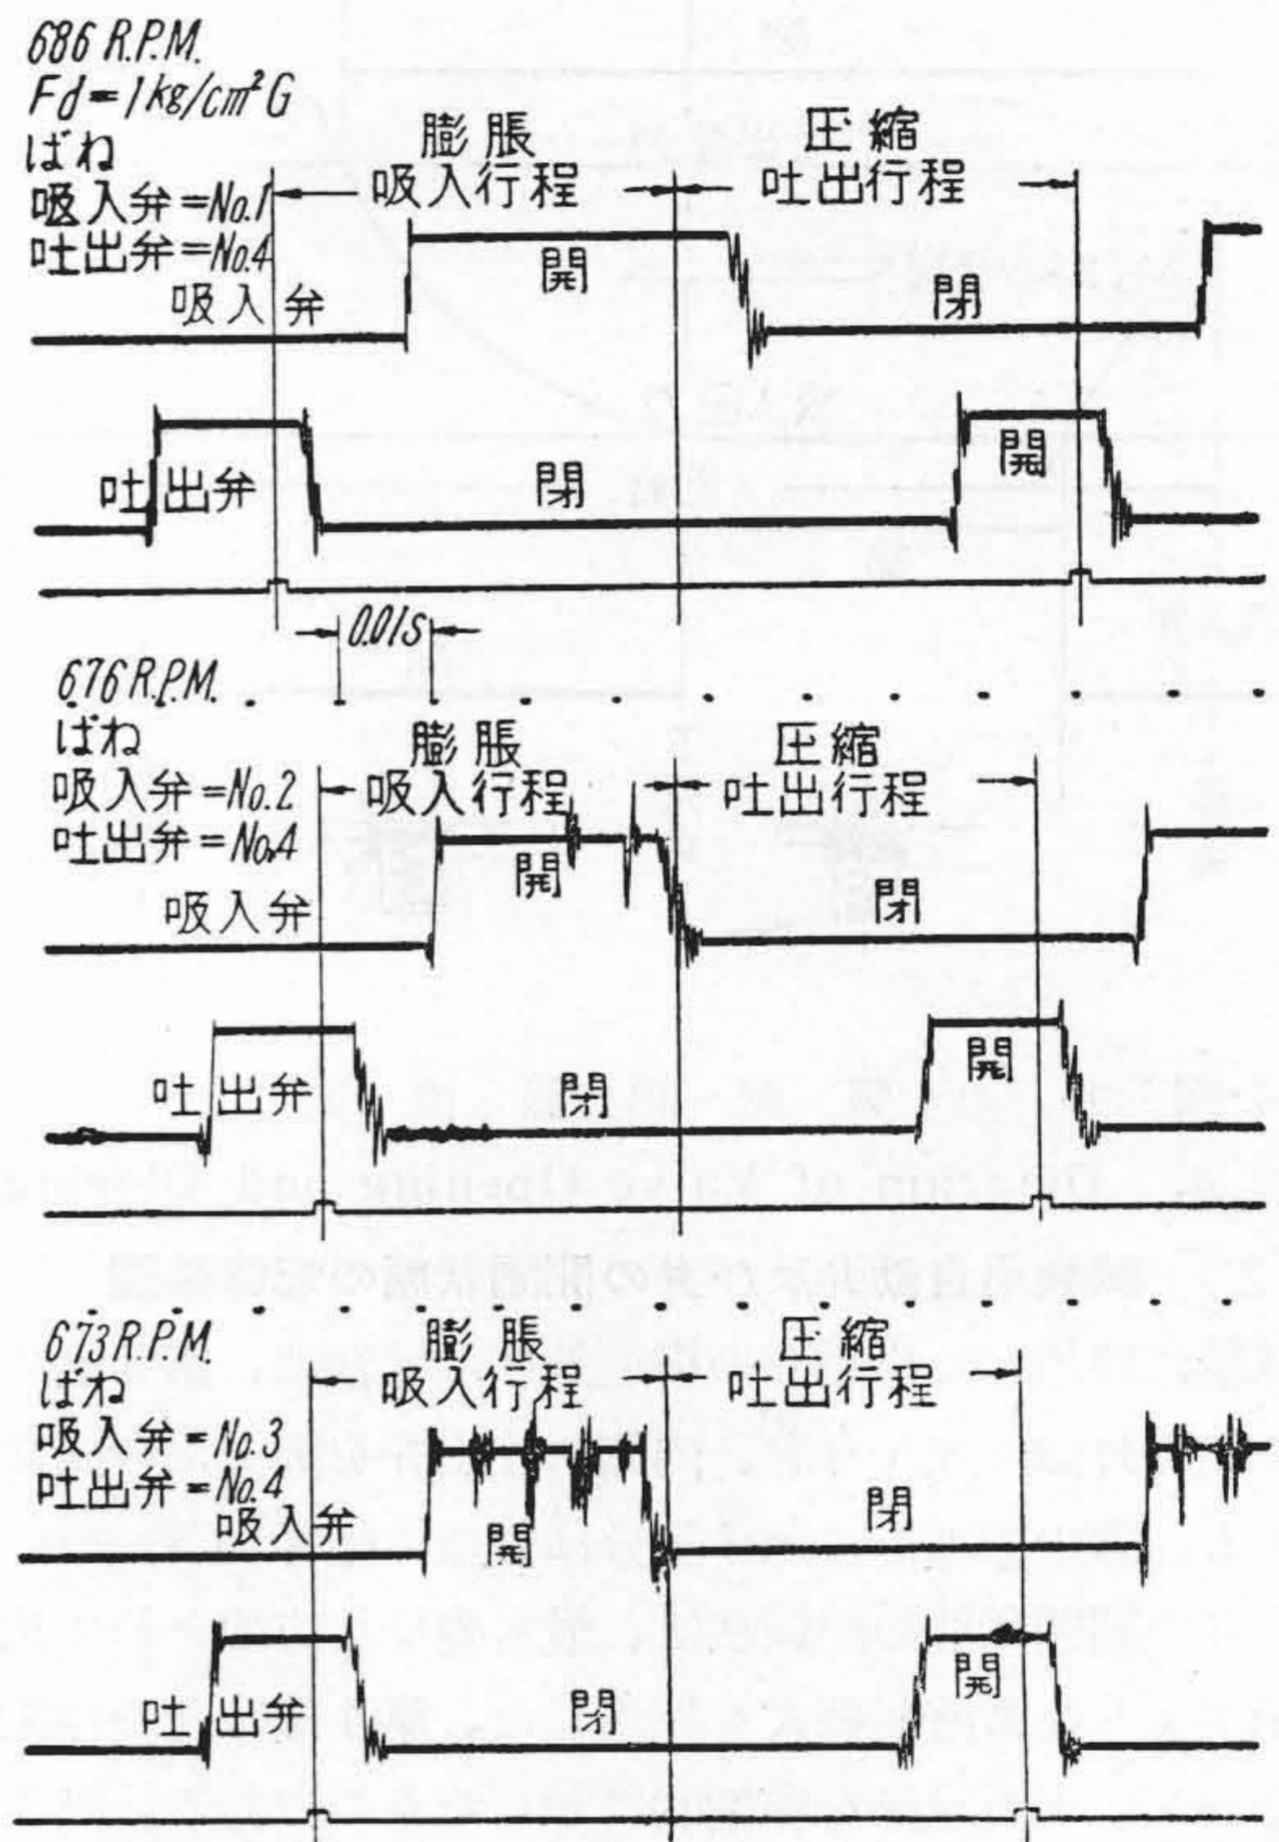 686 R.P.M.
Fd=1kg/cm²G
ばね
吸入弁=No.1
吐出弁=No.4
膨脹
吸入行程
圧縮
吐出行程
吸入弁
開
閉
吐出弁
閉
開
0.01s
676 R.P.M.
ばね
吸入弁=No.2
吐出弁=No.4
膨脹
吸入行程
圧縮
吐出行程
吸入弁
開
閉
吐出弁
閉
開
673 R.P.M.
ばね
吸入弁=No.3
吐出弁=No.4
膨脹
吸入行程
圧縮
吐出行程
吸入弁
開
閉
吐出弁
閉
開